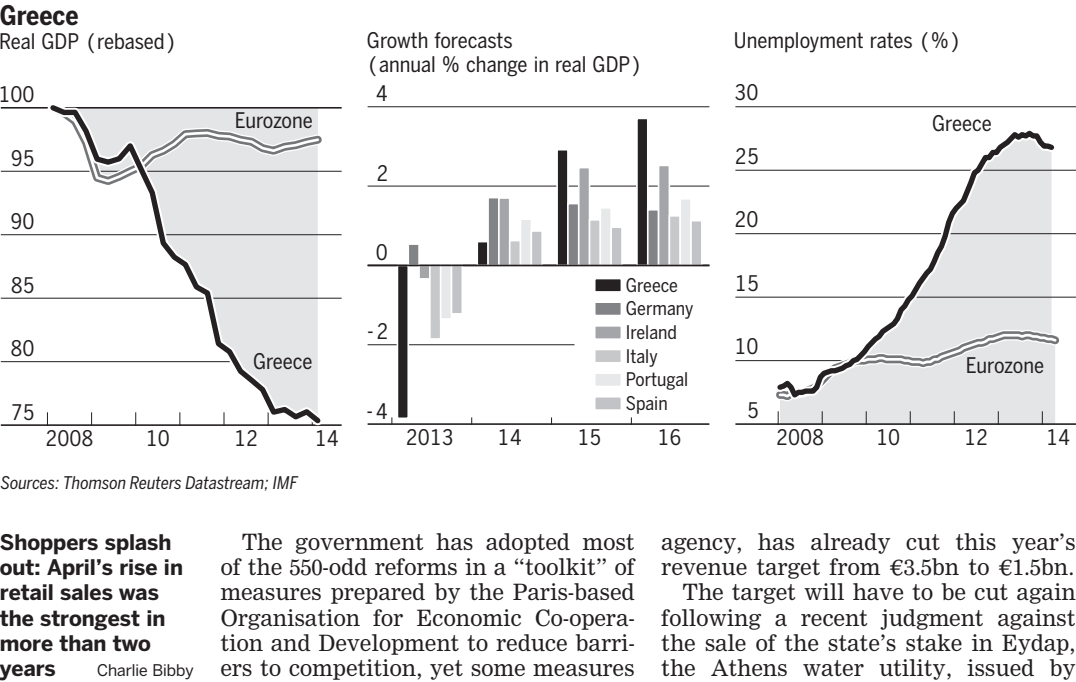 Greece
Real GDP (rebased)
100
95
90
85
80
75
Eurozone
Greece
2008 10 12 14
Growth forecasts
(annual % change in real GDP)
4
2
0
-2
-4
Greece
Germany
Ireland
Italy
Portugal
Spain
2013 14 15 16
Unemployment rates (%)
30
25
20
15
10
5
Greece
Eurozone
2008 10 12 14
Sources: Thomson Reuters Datastream; IMF
Shoppers splash
out: April’s rise in
retail sales was
the strongest in
more than two
years Charlie Bibby
The government has adopted most
of the 550-odd reforms in a “toolkit” of
measures prepared by the Paris-based
Organisation for Economic Co-opera-
tion and Development to reduce barri-
ers to competition, yet some measures
agency, has already cut this year’s
revenue target from €3.5bn to €1.5bn.
The target will have to be cut again
following a recent judgment against
the sale of the state’s stake in Eydap,
the Athens water utility, issued by